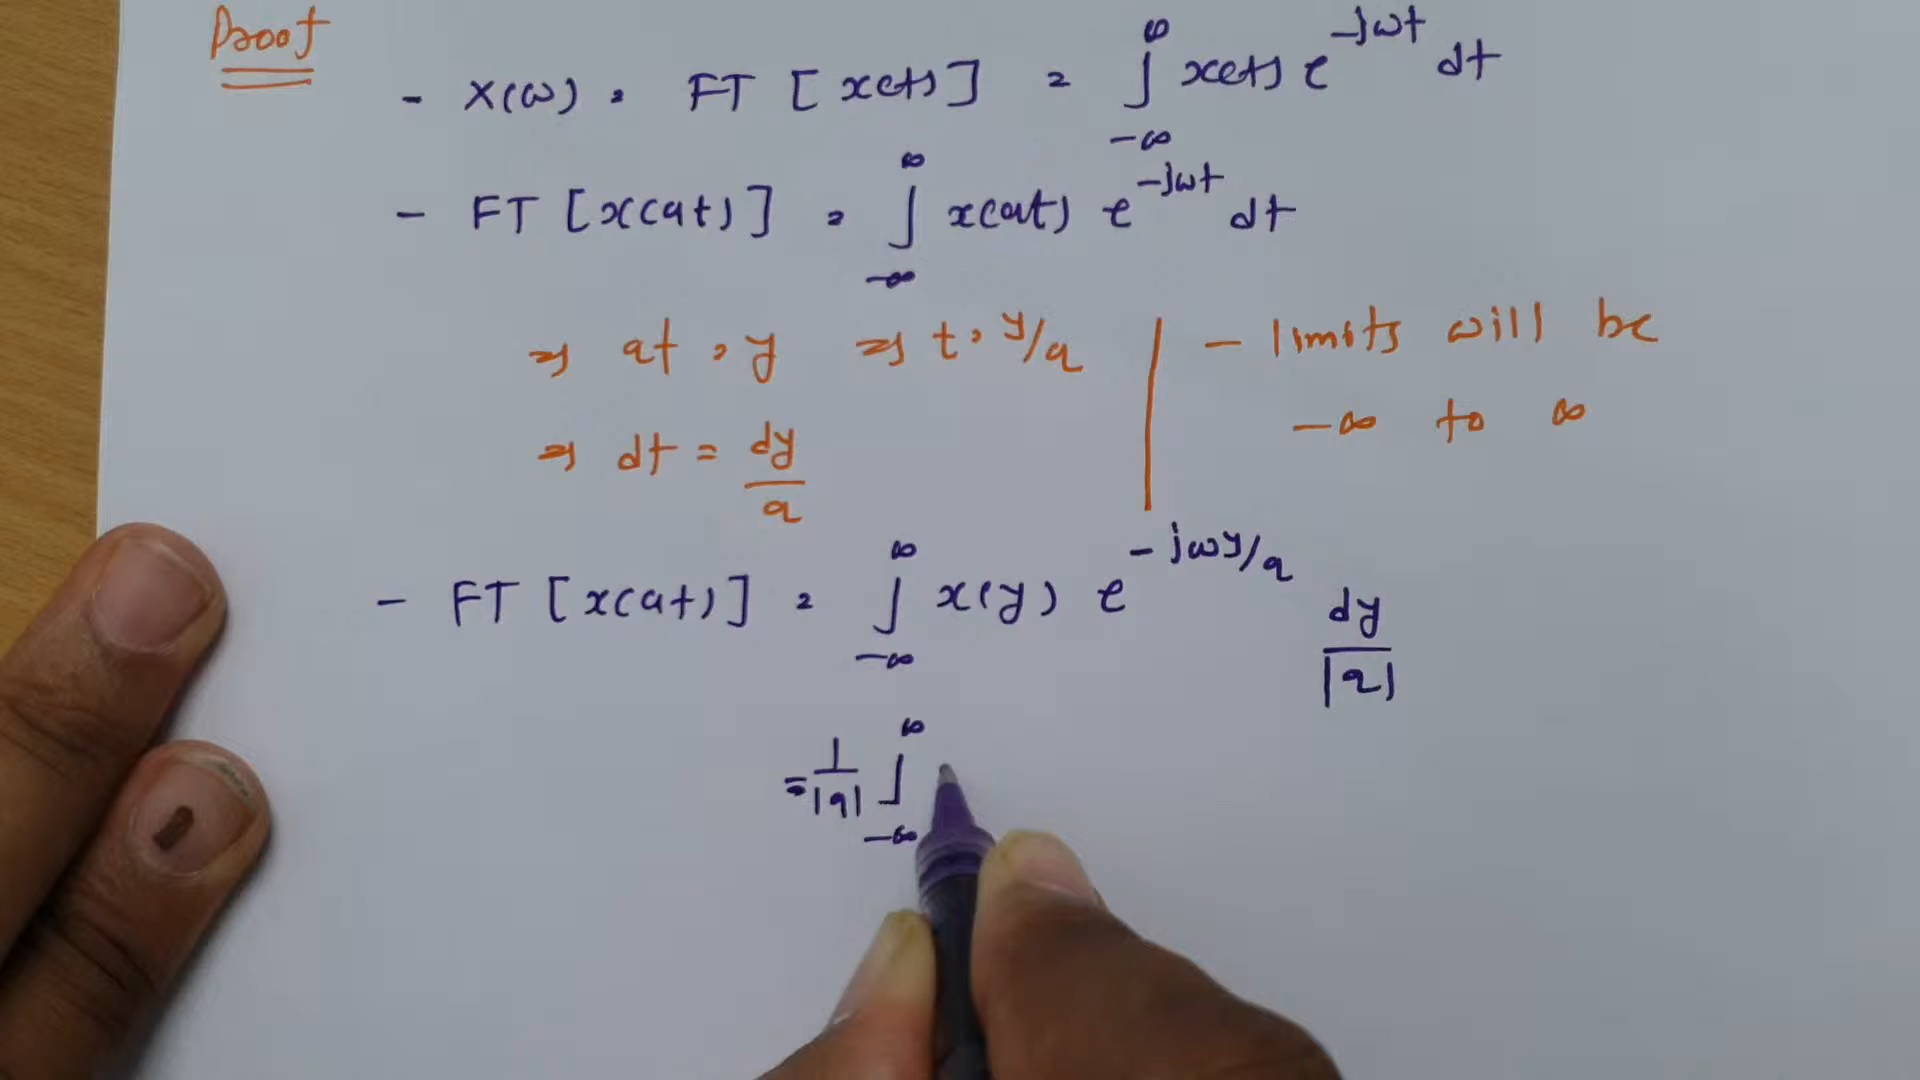 Proof
- X(ω) = FT [x(t)] = ∫_{-∞}^{∞} x(t) e^{-jωt} dt
- FT [x(at)] = ∫_{-∞}^{∞} x(at) e^{-jωt} dt
⇒ at = y ⇒ t = y/a | - limits will be
⇒ dt = dy/a | -∞ to ∞
- FT [x(at)] = ∫_{-∞}^{∞} x(y) e^{-jωy/a} dy/|a|
= 1/|a| ∫_{-∞}^{∞}